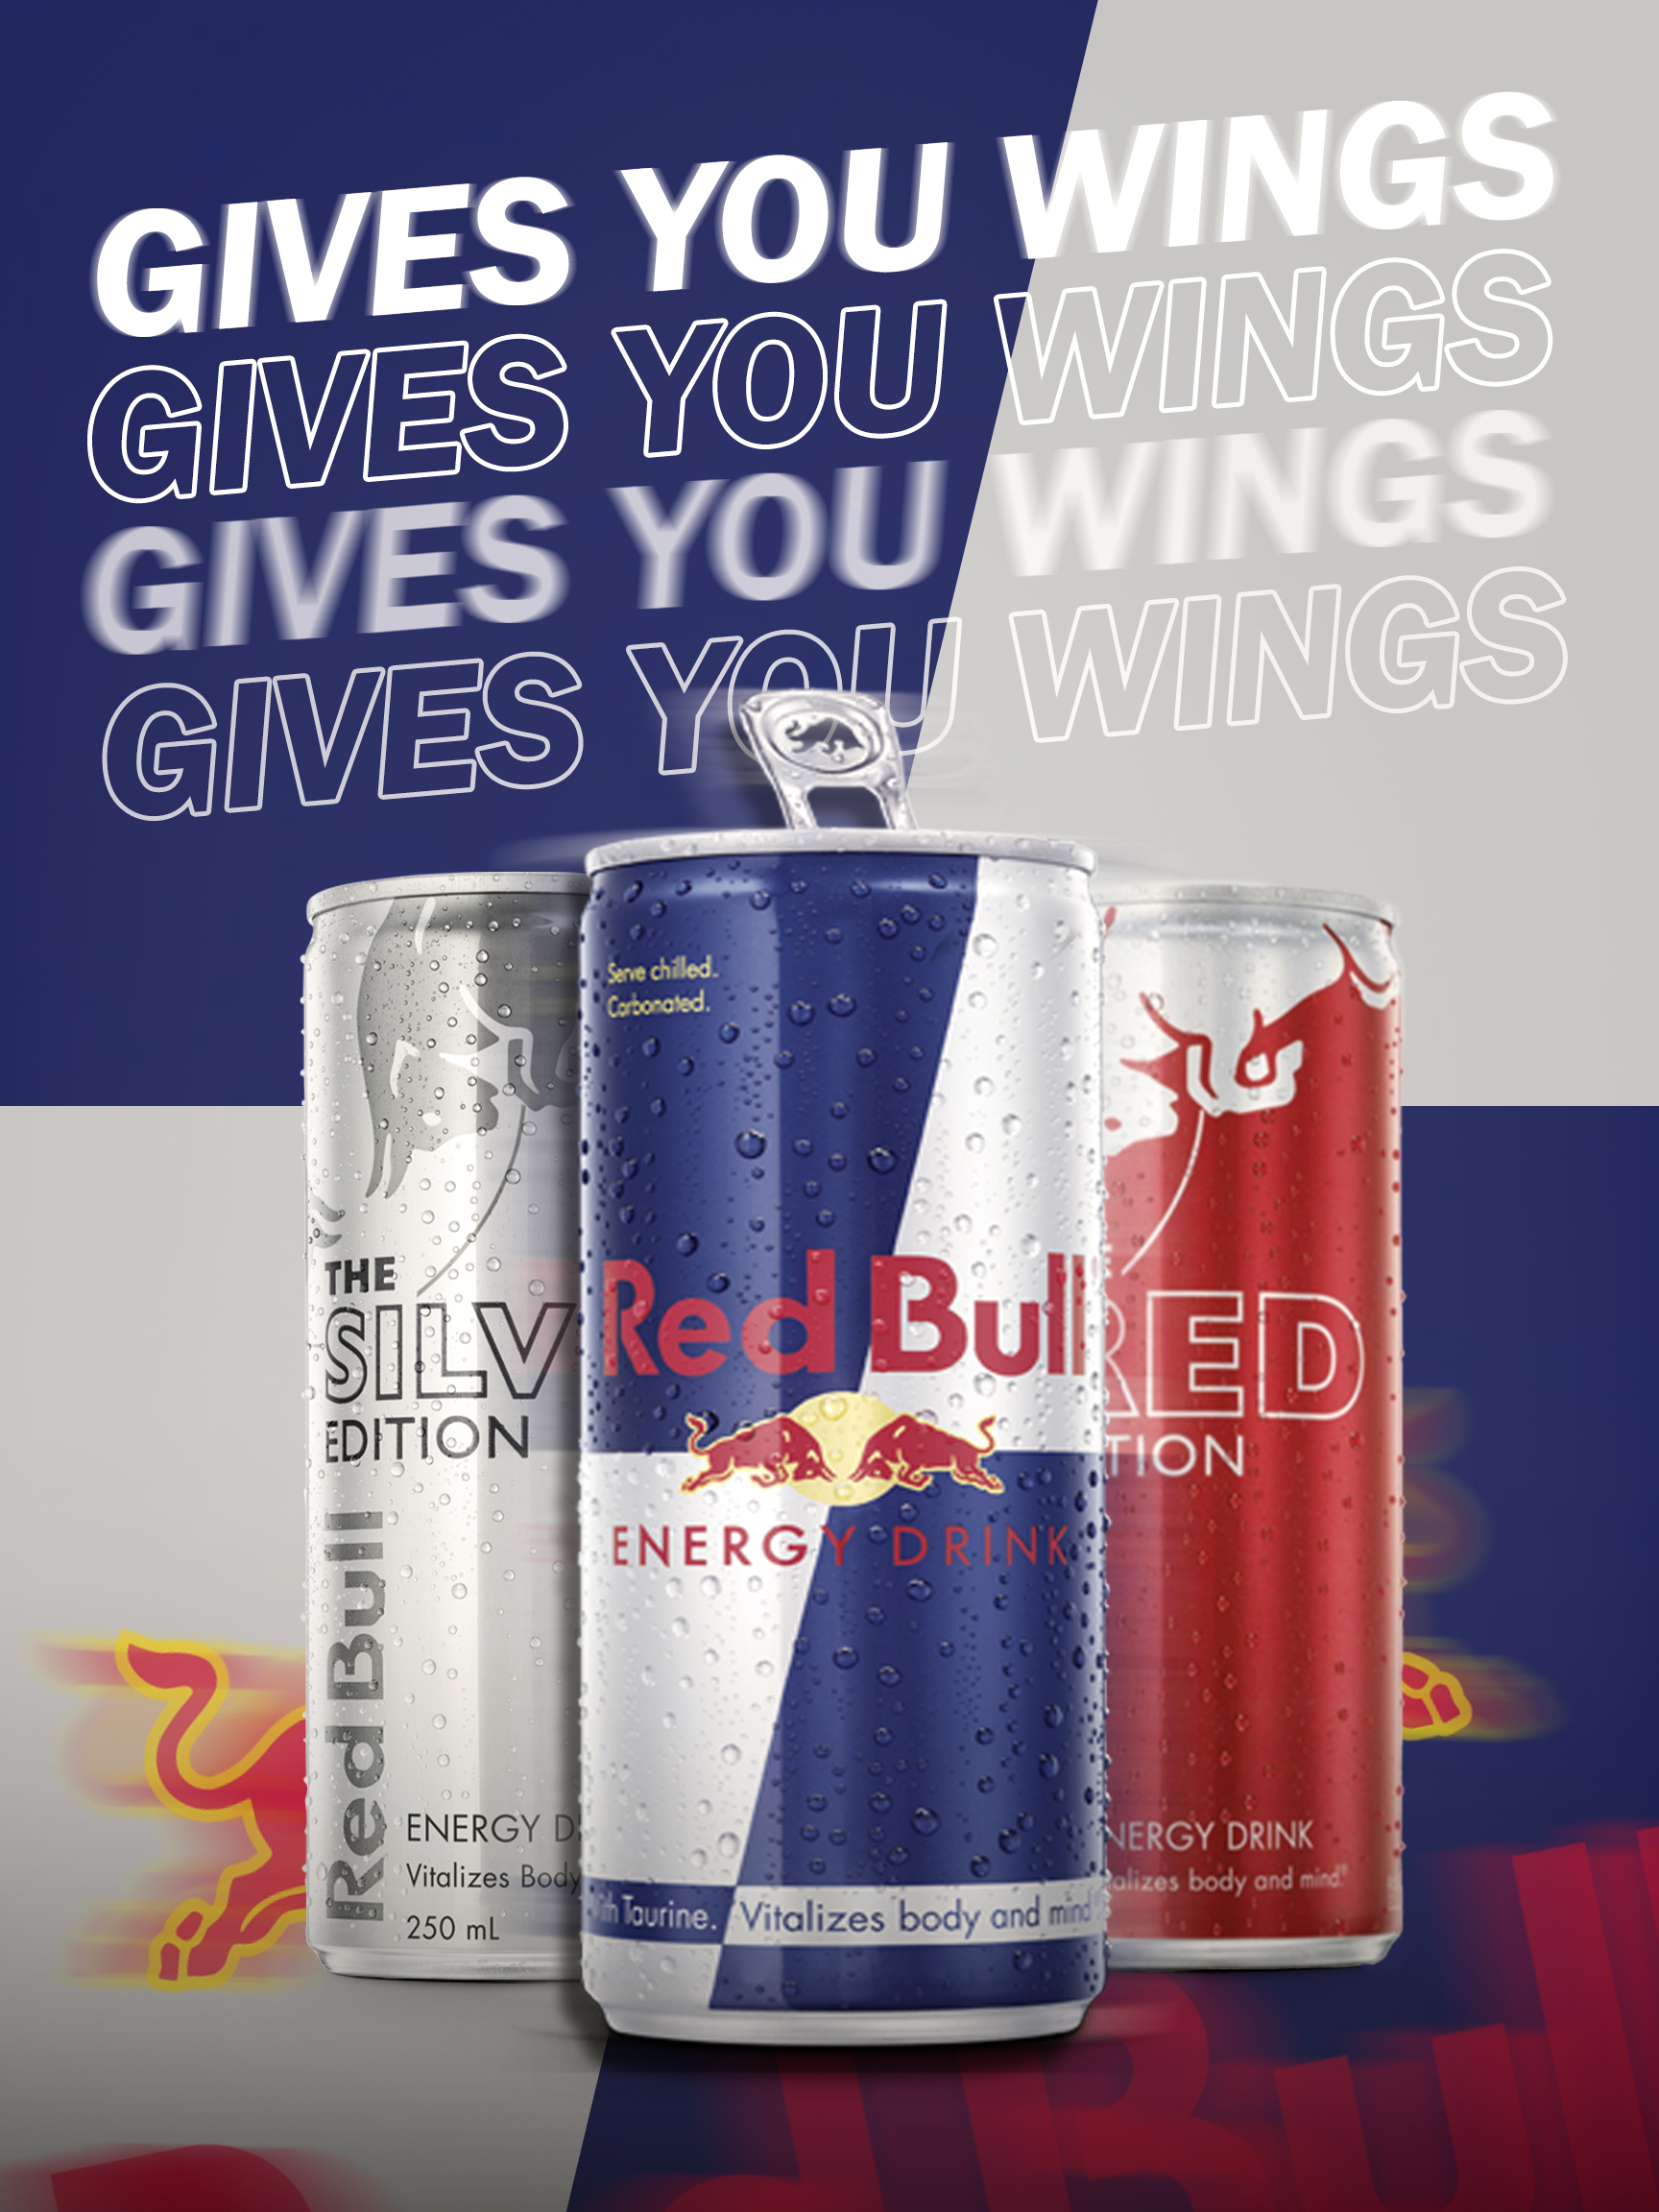 GIVES YOU WINGS
GIVES YOU WINGS
GIVES YOU WINGS
GIVES YOU WINGS
THE
SILV
EDITION
Red Bull
ENERGY D
Vitalizes Body
250 mL
Serve chilled.
Carbonated.
Red Bull
ENERGY DRINK
ith Taurine. Vitalizes body and mind
RED
TION
NERGY DRINK
alizes body and mind.®
d Bull